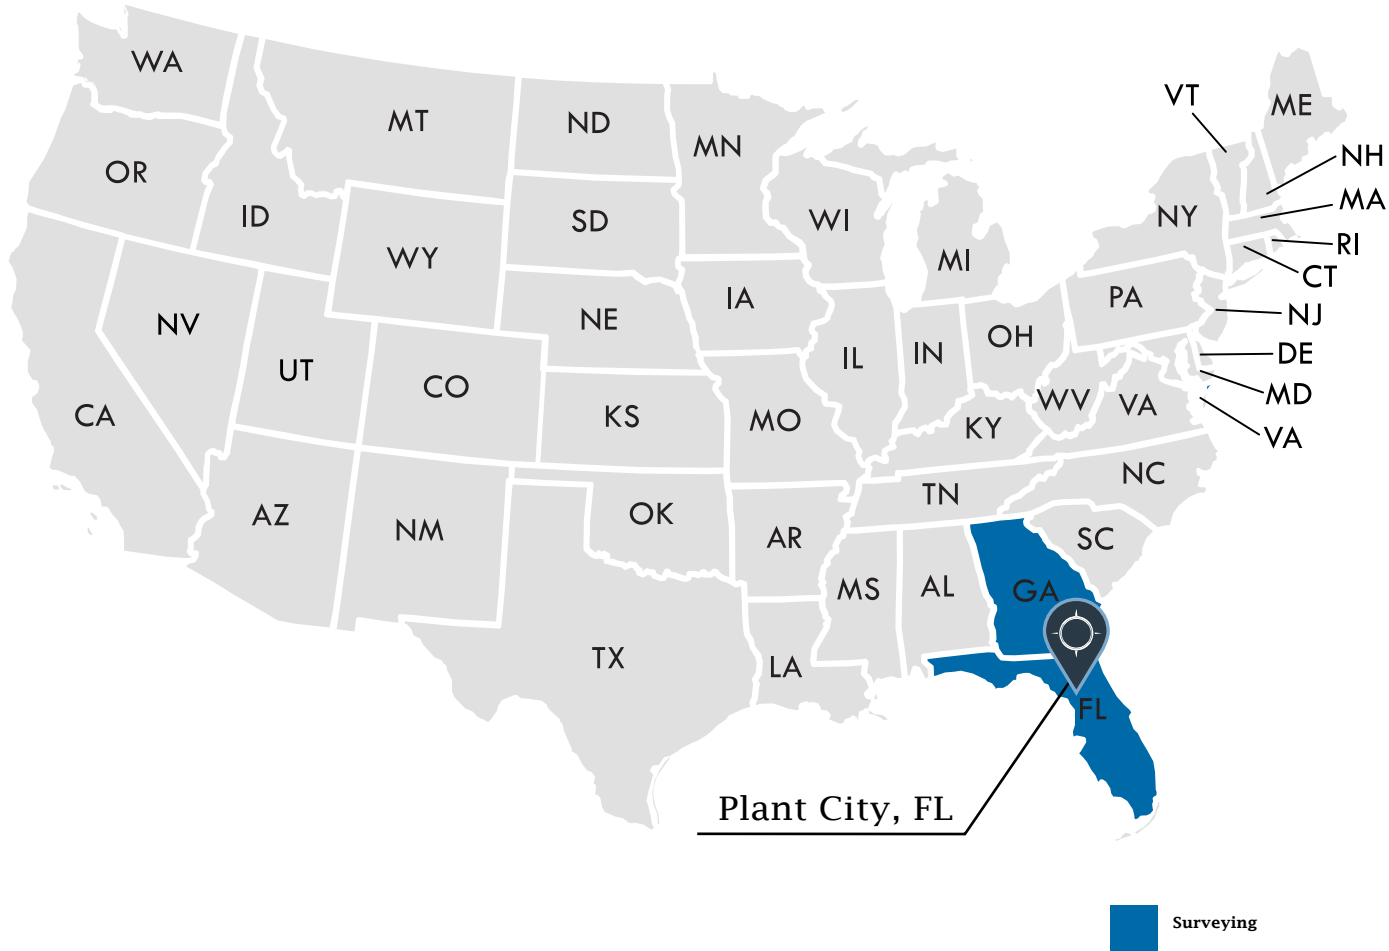 WA
MT
ND
MN
VT
ME
OR
ID
SD
WI
NH
MA
NY
RI
WY
MI
CT
NV
NE
IA
PA
NJ
UT
CO
IL
IN
OH
DE
CA
KS
MO
KY
WV
VA
MD
VA
AZ
NM
OK
AR
TN
NC
SC
MS
AL
GA
TX
LA
FL
Plant City, FL
Surveying